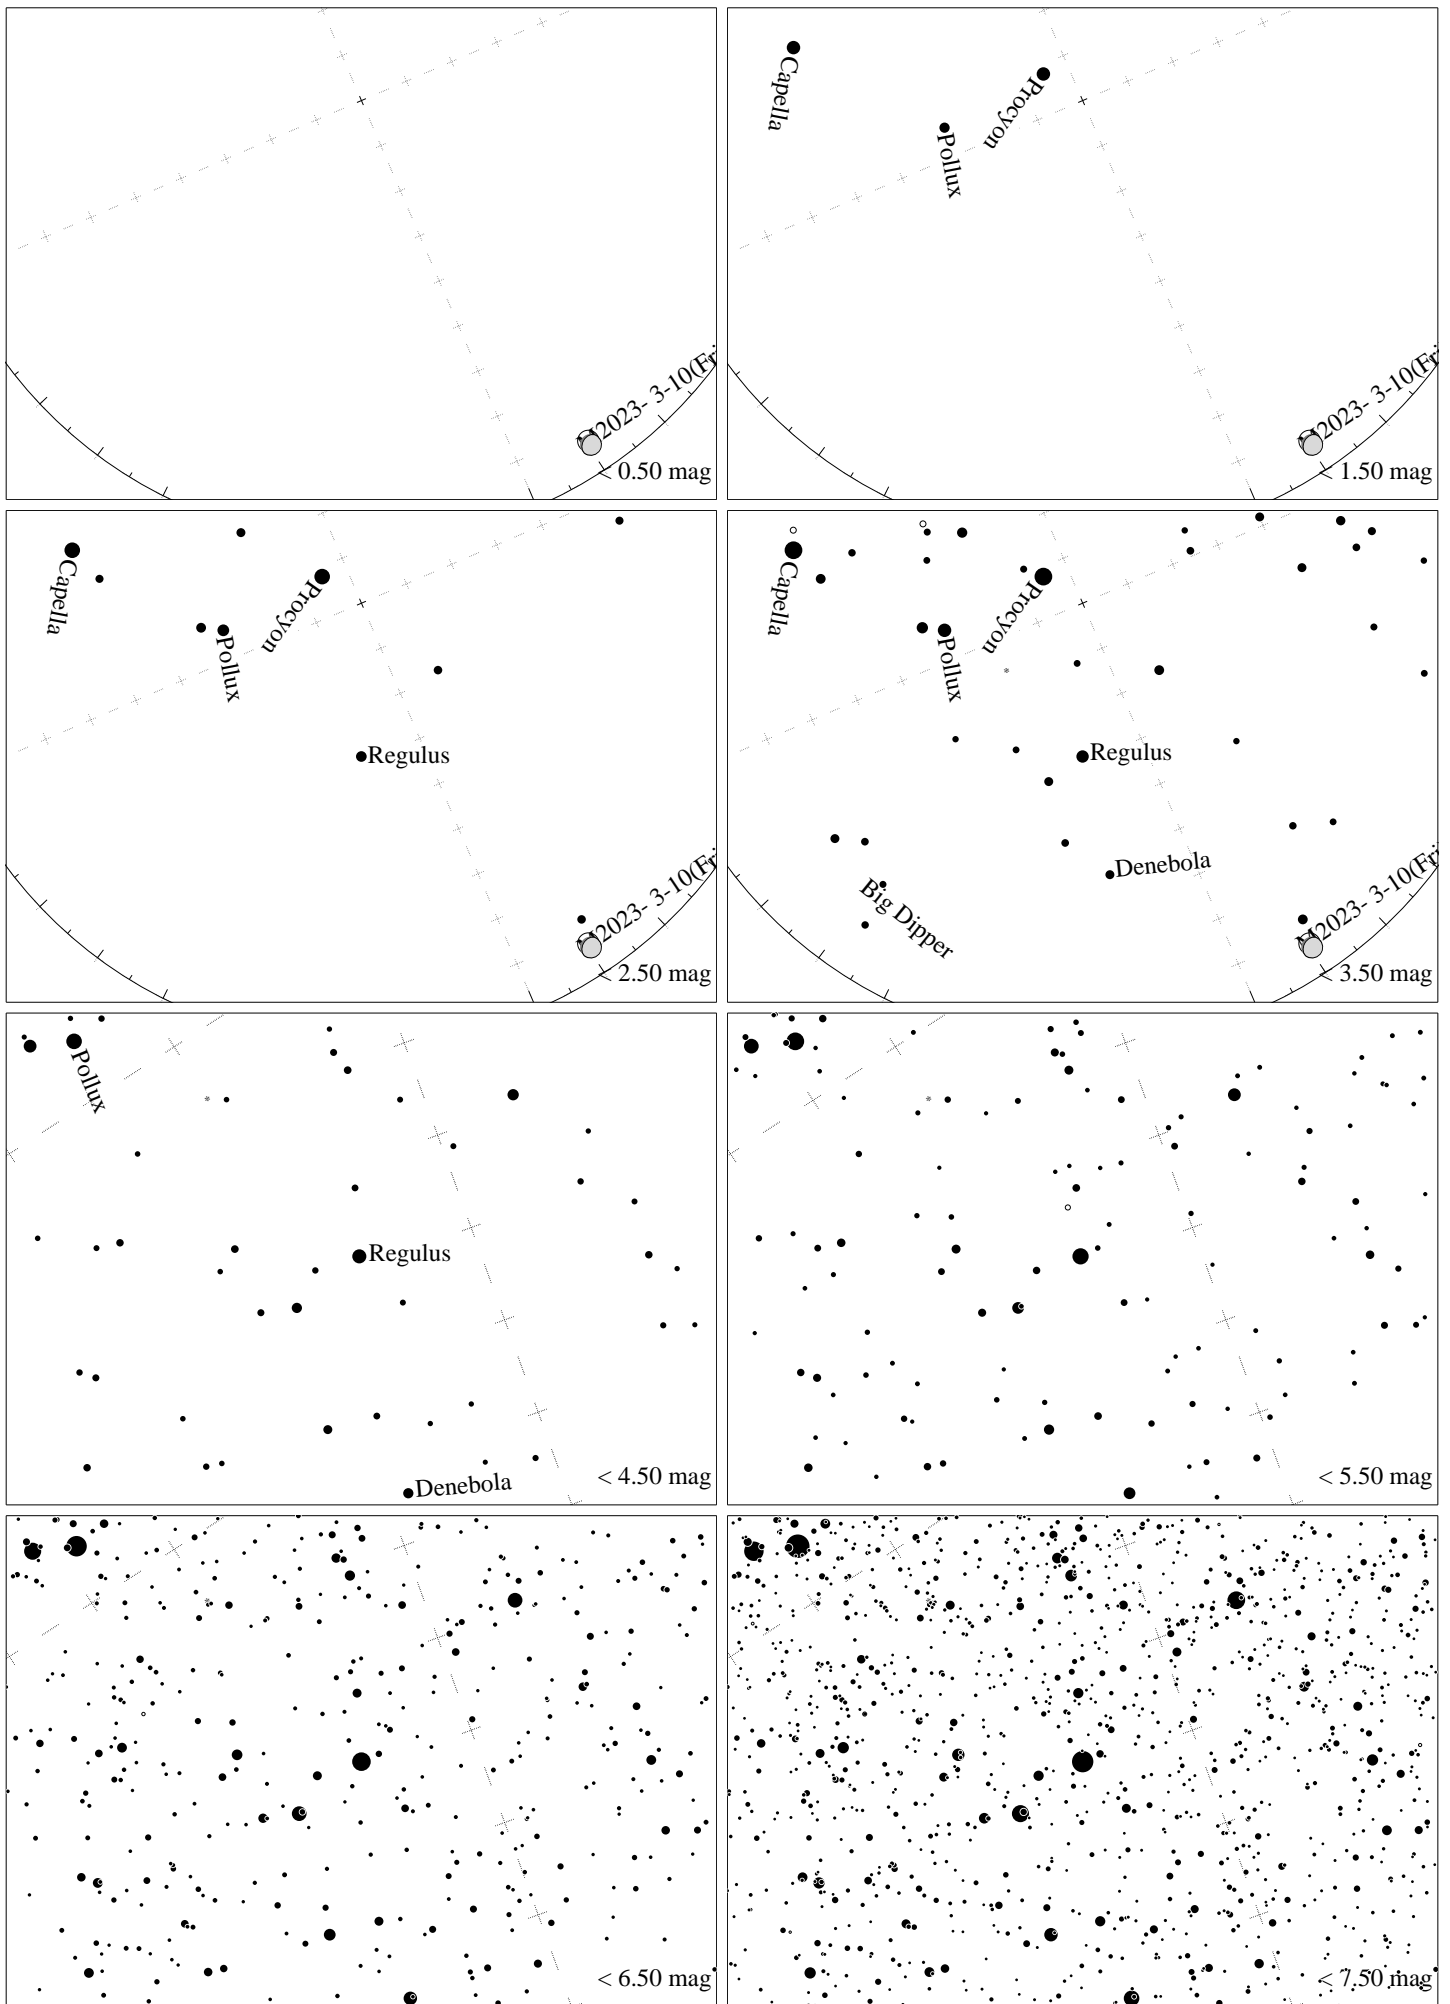 2023- 3-10(Fri
< 0.50 mag
Capella
Procyon
Pollux
2023- 3-10(Fri
< 1.50 mag
Capella
Procyon
Pollux
Regulus
2023- 3-10(Fri
< 2.50 mag
Capella
Procyon
Pollux
Regulus
Denebola
Big Dipper
2023- 3-10(Fri
< 3.50 mag
Pollux
Regulus
Denebola
< 4.50 mag
< 5.50 mag
< 6.50 mag
< 7.50 mag